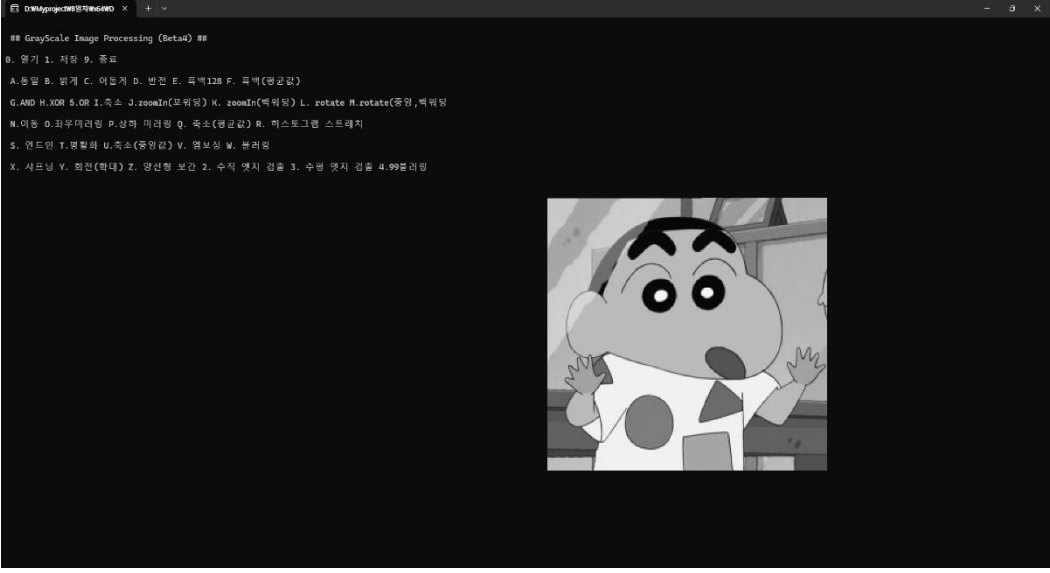 ## GrayScale Image Processing (Beta4) ##
0. 열기 1. 저장 9. 종료
A.동일 B. 밝게 C. 어둡게 D. 반전 E. 흑백128 F. 흑백(평균값)
G.AND H.XOR 5.OR I.축소 J.zoomIn(포워딩) K. zoomIn(백워딩) L. rotate M.rotate(중앙,백워딩
N.이동 O.좌우미러링 P.상하 미러링 Q. 축소(평균값) R. 히스토그램 스트레치
S. 엔드인 T.평활화 U.축소(중앙값) V. 엠보싱 W. 블러링
X. 샤프닝 Y. 회전(확대) Z. 양선형 보간 2. 수직 엣지 검출 3. 수평 엣지 검출 4.99블러링